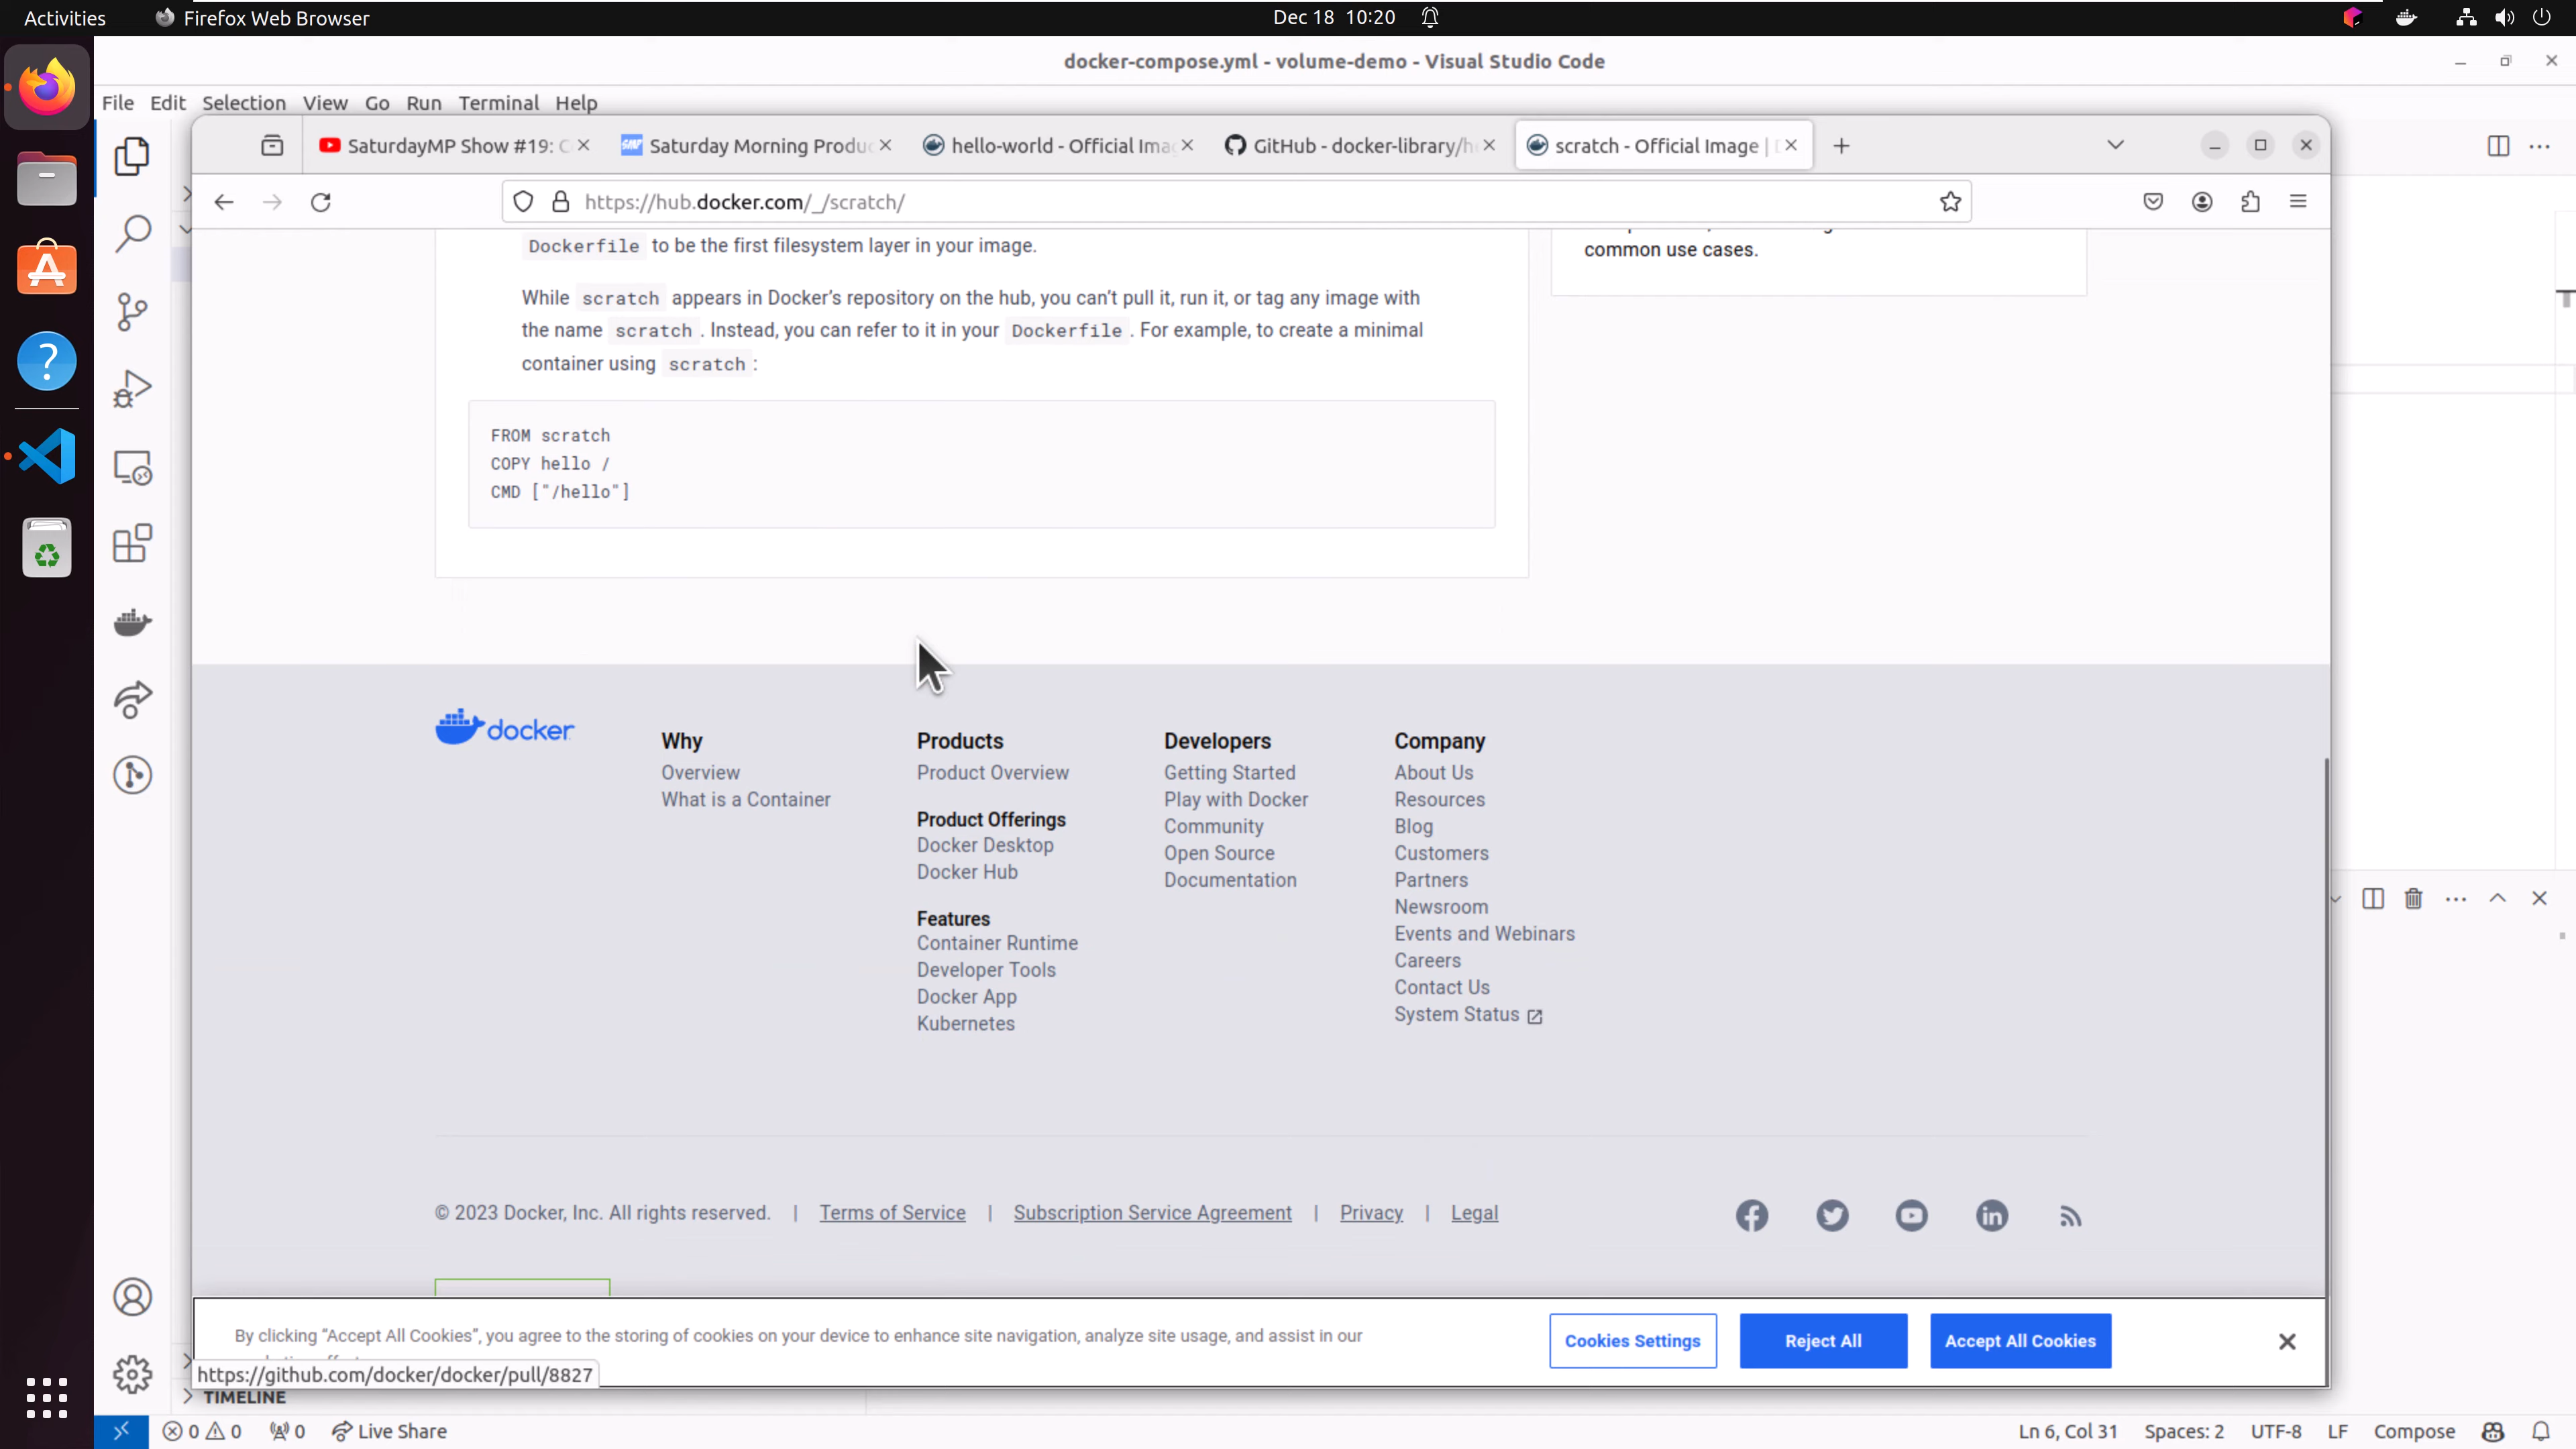 Activities
Firefox Web Browser
Dec 18 10:20
docker-compose.yml - volume-demo - Visual Studio Code
File Edit Selection View Go Run Terminal Help
SaturdayMP Show #19:
Saturday Morning Produc
hello-world - Official Ima
GitHub - docker-library/h
scratch - Official Image |
https://hub.docker.com/_/scratch/
Dockerfile to be the first filesystem layer in your image.
common use cases.
While scratch appears in Docker's repository on the hub, you can't pull it, run it, or tag any image with
the name scratch . Instead, you can refer to it in your Dockerfile . For example, to create a minimal
container using scratch :
FROM scratch
COPY hello /
CMD ["/hello"]
docker
Why
Overview
What is a Container
Products
Product Overview
Product Offerings
Docker Desktop
Docker Hub
Features
Container Runtime
Developer Tools
Docker App
Kubernetes
Developers
Getting Started
Play with Docker
Community
Open Source
Documentation
Company
About Us
Resources
Blog
Customers
Partners
Newsroom
Events and Webinars
Careers
Contact Us
System Status
© 2023 Docker, Inc. All rights reserved. | Terms of Service | Subscription Service Agreement | Privacy | Legal
By clicking "Accept All Cookies", you agree to the storing of cookies on your device to enhance site navigation, analyze site usage, and assist in our
Cookies Settings
Reject All
Accept All Cookies
https://github.com/docker/docker/pull/8827
TIMELINE
0 0 0 Live Share
Ln 6, Col 31 Spaces: 2 UTF-8 LF Compose